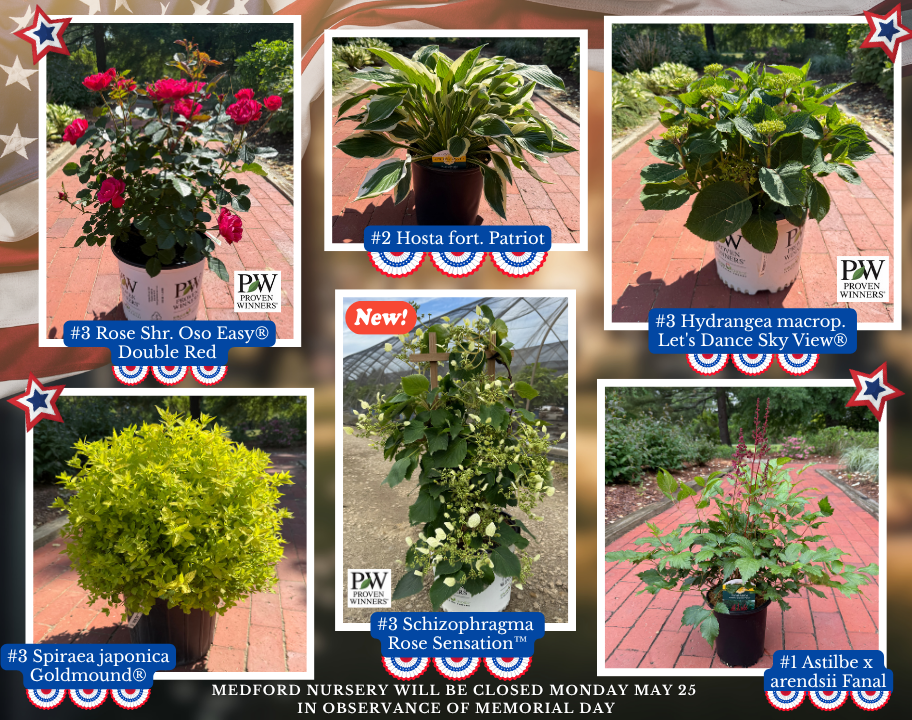 PW
PROVEN
WINNERS®
#3 Rose Shr. Oso Easy®
Double Red
#2 Hosta fort. Patriot
PW
PROVEN
WINNERS®
#3 Hydrangea macrop.
Let's Dance Sky View®
#3 Spiraea japonica
Goldmound®
New!
PW
PROVEN
WINNERS®
#3 Schizophragma
Rose Sensation™
#1 Astilbe x
arendsii Fanal
MEDFORD NURSERY WILL BE CLOSED MONDAY MAY 25
IN OBSERVANCE OF MEMORIAL DAY